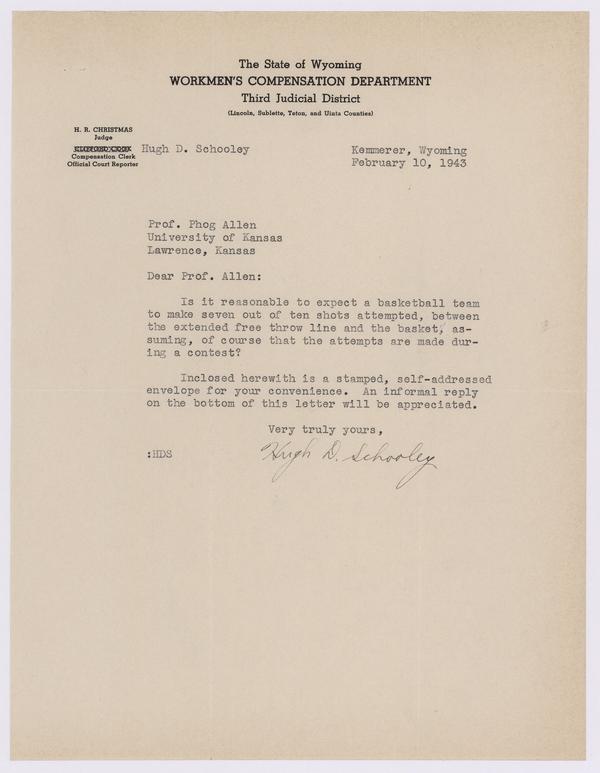 The State of Wyoming
WORKMEN'S COMPENSATION DEPARTMENT
Third Judicial District
(Lincoln, Sublette, Teton, and Uinta Counties)
H. R. CHRISTMAS
Judge
CLIFFORD COOK Hugh D. Schooley
Compensation Clerk
Official Court Reporter
Kemmerer, Wyoming
February 10, 1943
Prof. Phog Allen
University of Kansas
Lawrence, Kansas
Dear Prof. Allen:
Is it reasonable to expect a basketball team
to make seven out of ten shots attempted, between
the extended free throw line and the basket, as-
suming, of course that the attempts are made dur-
ing a contest?
Inclosed herewith is a stamped, self-addressed
envelope for your convenience. An informal reply
on the bottom of this letter will be appreciated.
Very truly yours,
:HDS
Hugh D. Schooley